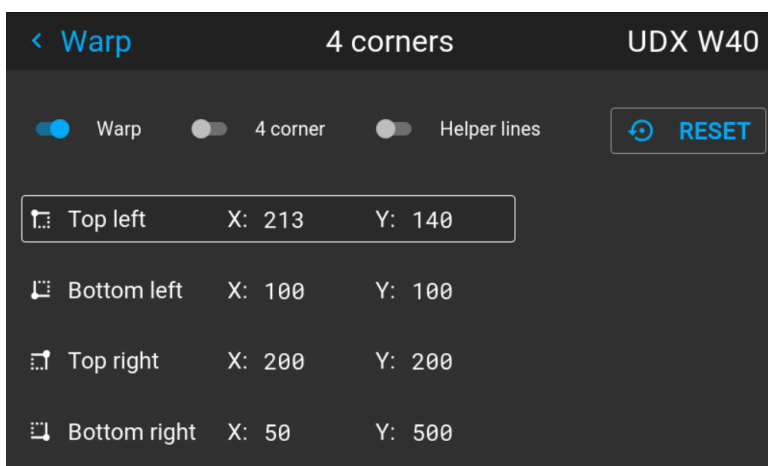 Warp 4 corners UDX W40
Warp 4 corner Helper lines RESET
Top left X: 213 Y: 140
Bottom left X: 100 Y: 100
Top right X: 200 Y: 200
Bottom right X: 50 Y: 500